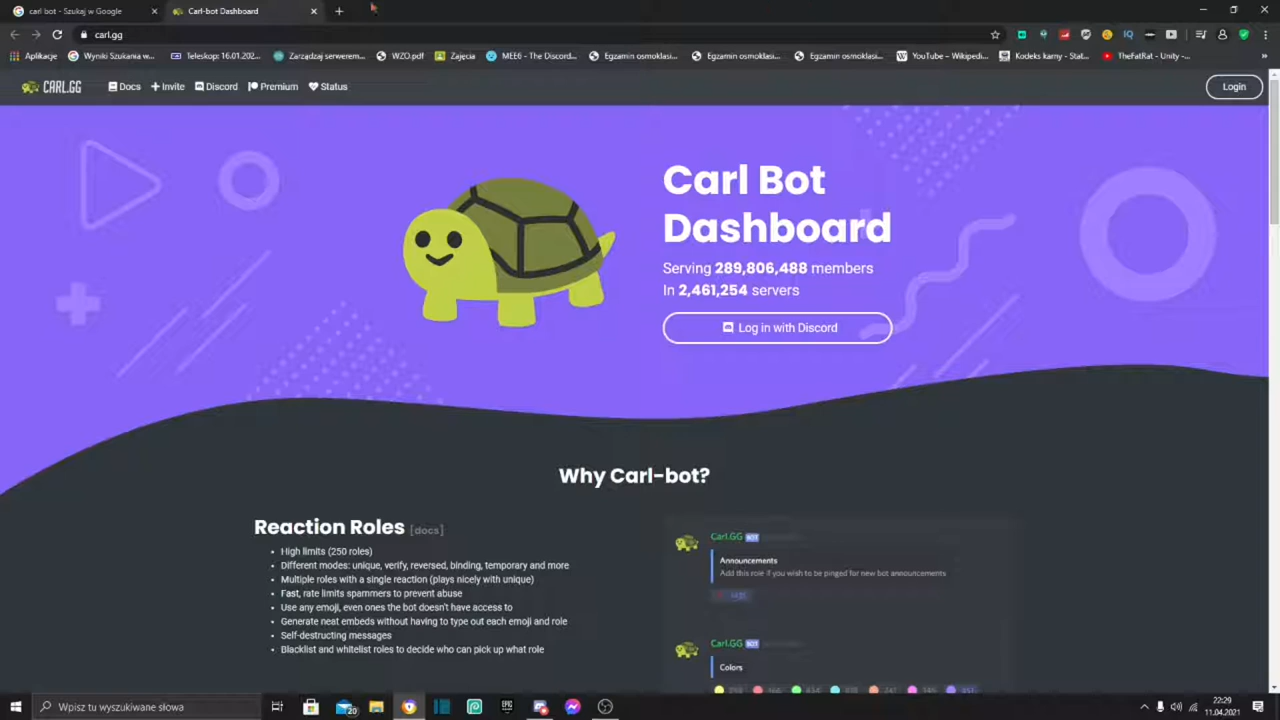 carl bot - Szukaj w Google
Carl-bot Dashboard
carl.gg
Aplikacje
Wyniki Szukania w...
Teleskop: 16.01.202...
Zarządzaj serwerem...
WZO.pdf
Zajęcia
MEE6 - The Discord...
Egzamin osmoklasi...
Egzamin osmoklasi...
Egzamin osmoklasi...
YouTube – Wikipedi...
Kodeks karny - Stat...
TheFatRat - Unity -...
CARL.GG
Docs
Invite
Discord
Premium
Status
Login
Carl Bot
Dashboard
Serving 289,806,488 members
In 2,461,254 servers
Log in with Discord
Why Carl-bot?
Reaction Roles [docs]
High limits (250 roles)
Different modes: unique, verify, reversed, binding, temporary and more
Multiple roles with a single reaction (plays nicely with unique)
Fast, rate limits spammers to prevent abuse
Use any emoji, even ones the bot doesn't have access to
Generate neat embeds without having to type out each emoji and role
Self-destructing messages
Blacklist and whitelist roles to decide who can pick up what role
Carl.GG BOT
Announcements
Add this role if you wish to be pinged for new bot announcements
Carl.GG BOT
Colors
Wpisz tu wyszukiwane słowa
20
EPIC
22:29
11.04.2021